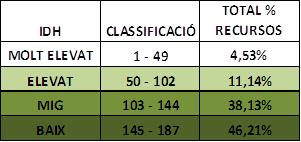 IDH CLASSIFICACIÓ TOTAL % RECURSOS
MOLT ELEVAT 1 - 49 4,53%
ELEVAT 50 - 102 11,14%
MIG 103 - 144 38,13%
BAIX 145 - 187 46,21%